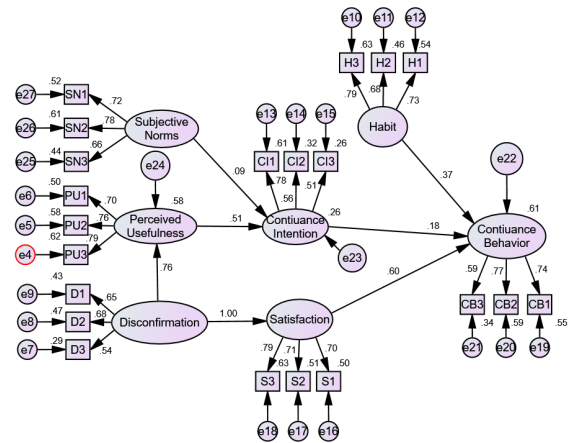 e10
e11
e12
.63
.46
.54
H3
H2
H1
.79
.68
.73
Habit
.52
e27
SN1
.72
.61
e26
SN2
.78
.44
e25
SN3
.66
Subjective
Norms
e13
e14
e15
.61
.32
.26
CI1
CI2
CI3
.78
.56
.51
e24
.09
.37
e22
.50
e6
PU1
.70
.58
e5
PU2
.76
.62
e4
PU3
.79
.58
Perceived
Usefulness
.51
.26
Contiuance
Intention
e23
.18
.61
Contiuance
Behavior
.76
.60
.43
e9
D1
.65
.47
e8
D2
.68
.29
e7
D3
.54
Disconfirmation
1.00
Satisfaction
.59
.77
.74
CB3
CB2
CB1
.34
.59
.55
e21
e20
e19
.79
.71
.70
.63
.51
.50
S3
S2
S1
e18
e17
e16